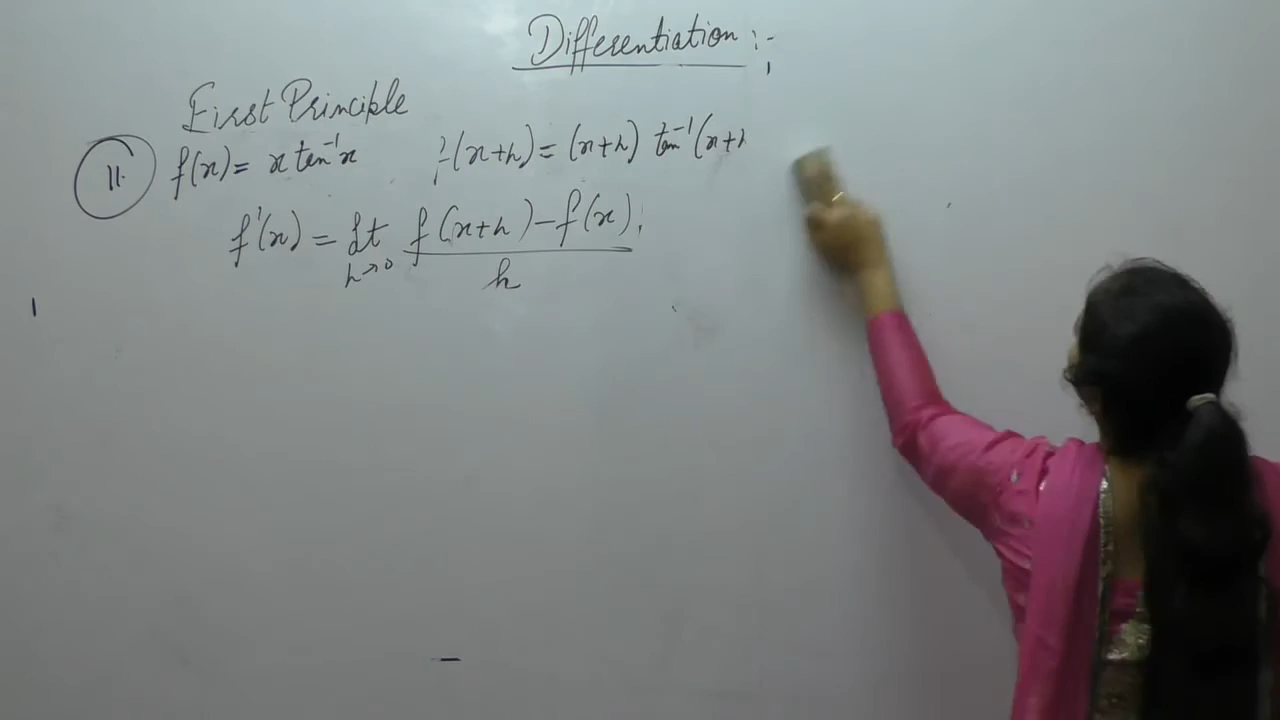 Differentiation :-
First Principle
11. f(x) = x tan⁻¹x f(x+h) = (x+h) tan⁻¹(x+h
f'(x) = lt h→0 f(x+h)-f(x) / h